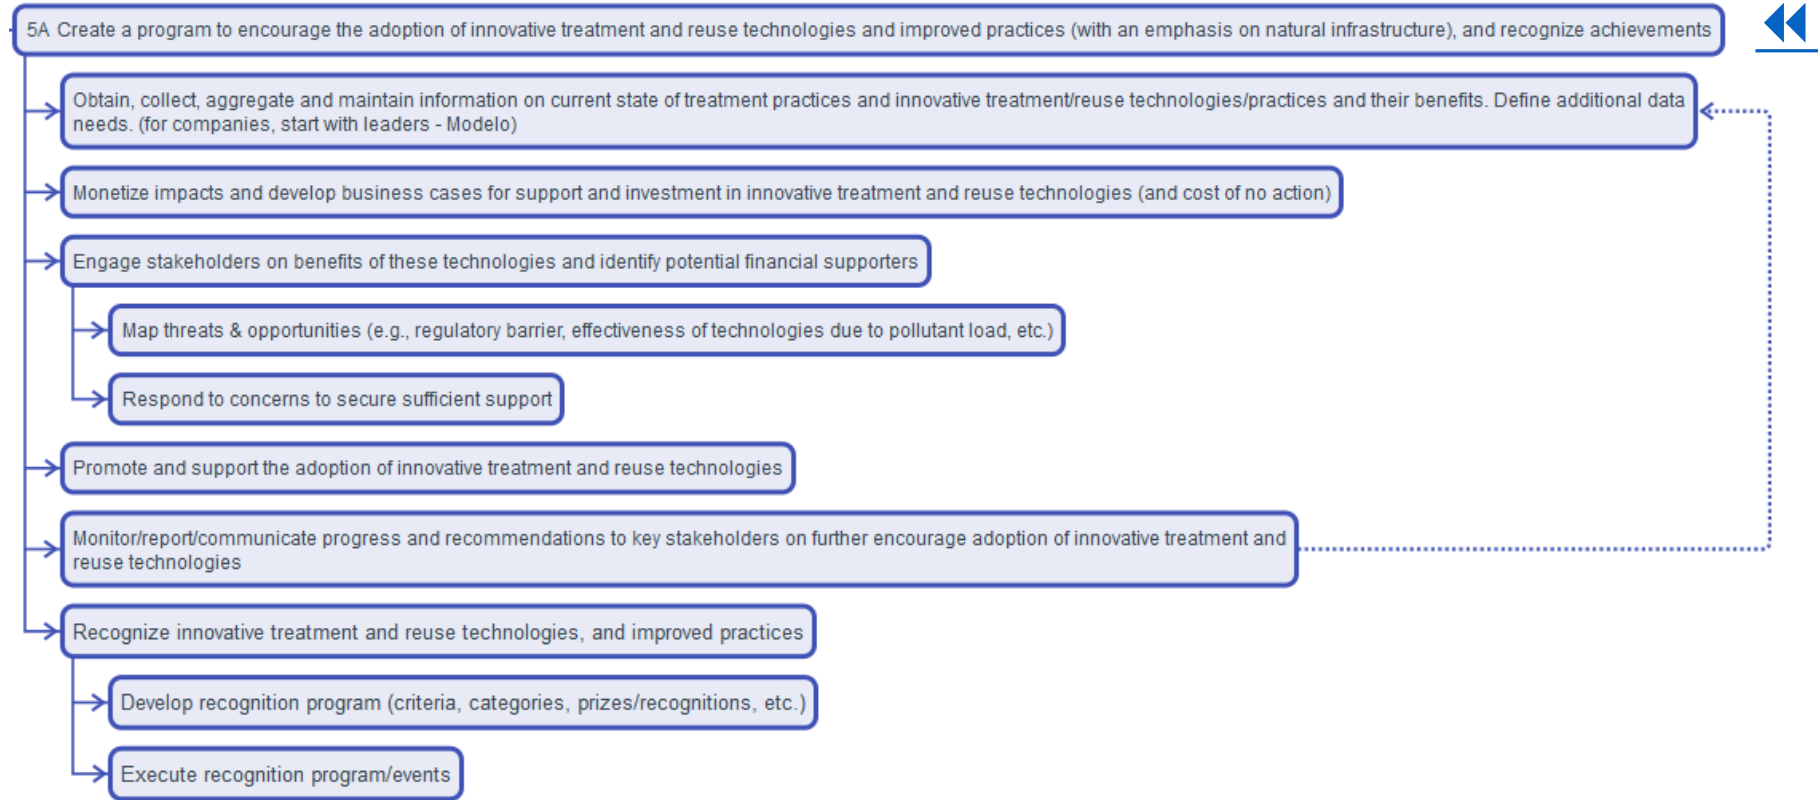 5A Create a program to encourage the adoption of innovative treatment and reuse technologies and improved practices (with an emphasis on natural infrastructure), and recognize achievements
Obtain, collect, aggregate and maintain information on current state of treatment practices and innovative treatment/reuse technologies/practices and their benefits. Define additional data
needs. (for companies, start with leaders - Modelo)
Monetize impacts and develop business cases for support and investment in innovative treatment and reuse technologies (and cost of no action)
Engage stakeholders on benefits of these technologies and identify potential financial supporters
Map threats & opportunities (e.g., regulatory barrier, effectiveness of technologies due to pollutant load, etc.)
Respond to concerns to secure sufficient support
Promote and support the adoption of innovative treatment and reuse technologies
Monitor/report/communicate progress and recommendations to key stakeholders on further encourage adoption of innovative treatment and
reuse technologies
Recognize innovative treatment and reuse technologies, and improved practices
Develop recognition program (criteria, categories, prizes/recognitions, etc.)
Execute recognition program/events